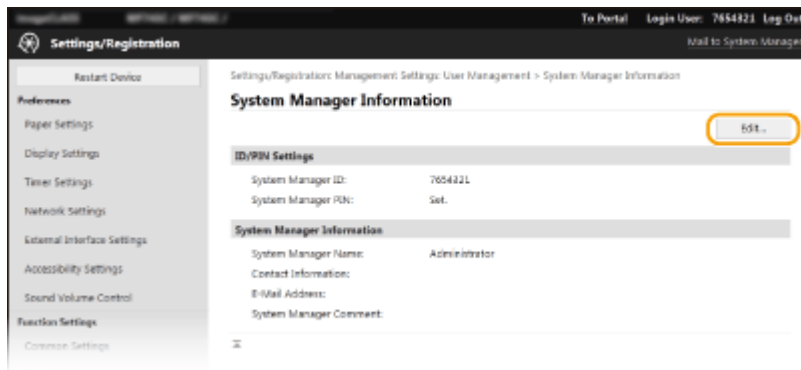 To Portal Login User: 7654321 Log Out
Settings/Registration
Mail to System Manager
Restart Device
Settings/Registration: Management Settings: User Management > System Manager Information
Preferences
System Manager Information
Paper Settings
Edit...
Display Settings
ID/PIN Settings
Timer Settings
System Manager ID: 7654321
System Manager PIN: Set.
Network Settings
System Manager Information
External Interface Settings
System Manager Name: Administrator
Accessibility Settings
Contact Information:
E-Mail Address:
Sound Volume Control
System Manager Comment:
Function Settings
Common Settings